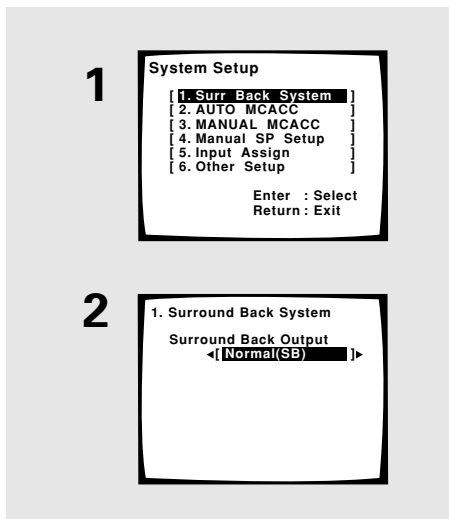 1
System Setup
[ 1. Surr Back System ]
[ 2. AUTO MCACC ]
[ 3. MANUAL MCACC ]
[ 4. Manual SP Setup ]
[ 5. Input Assign ]
[ 6. Other Setup ]
Enter : Select
Return : Exit
2
1. Surround Back System
Surround Back Output
◀[ Normal(SB) ]▶